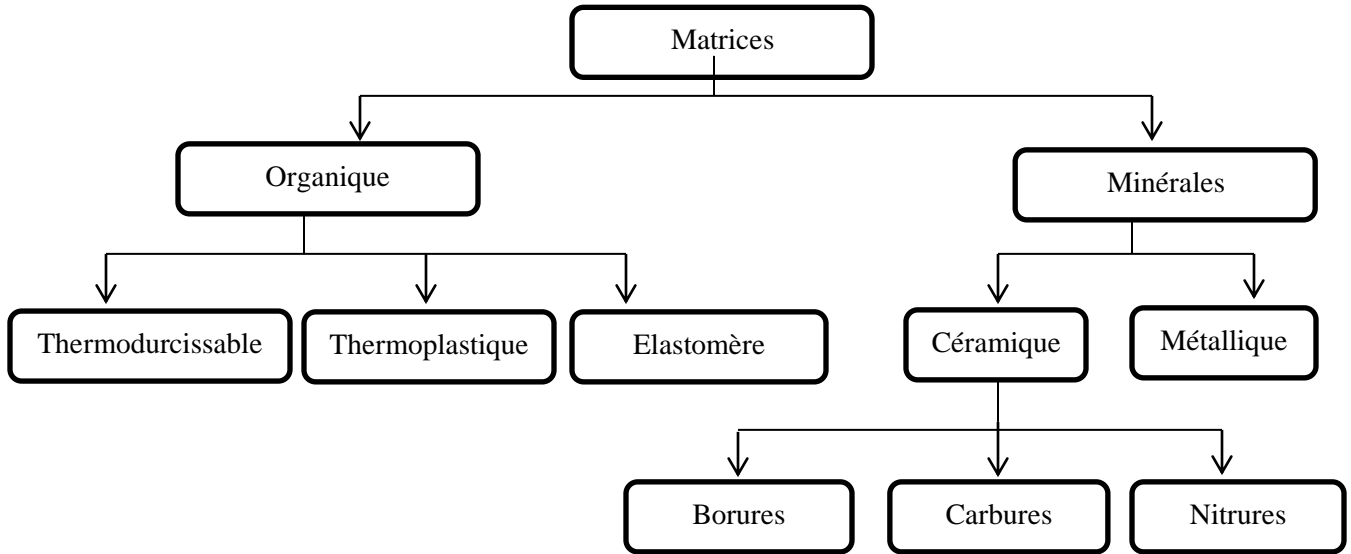 Matrices
Organique
Minérales
Thermodurcissable
Thermoplastique
Elastomère
Céramique
Métallique
Borures
Carbures
Nitrures